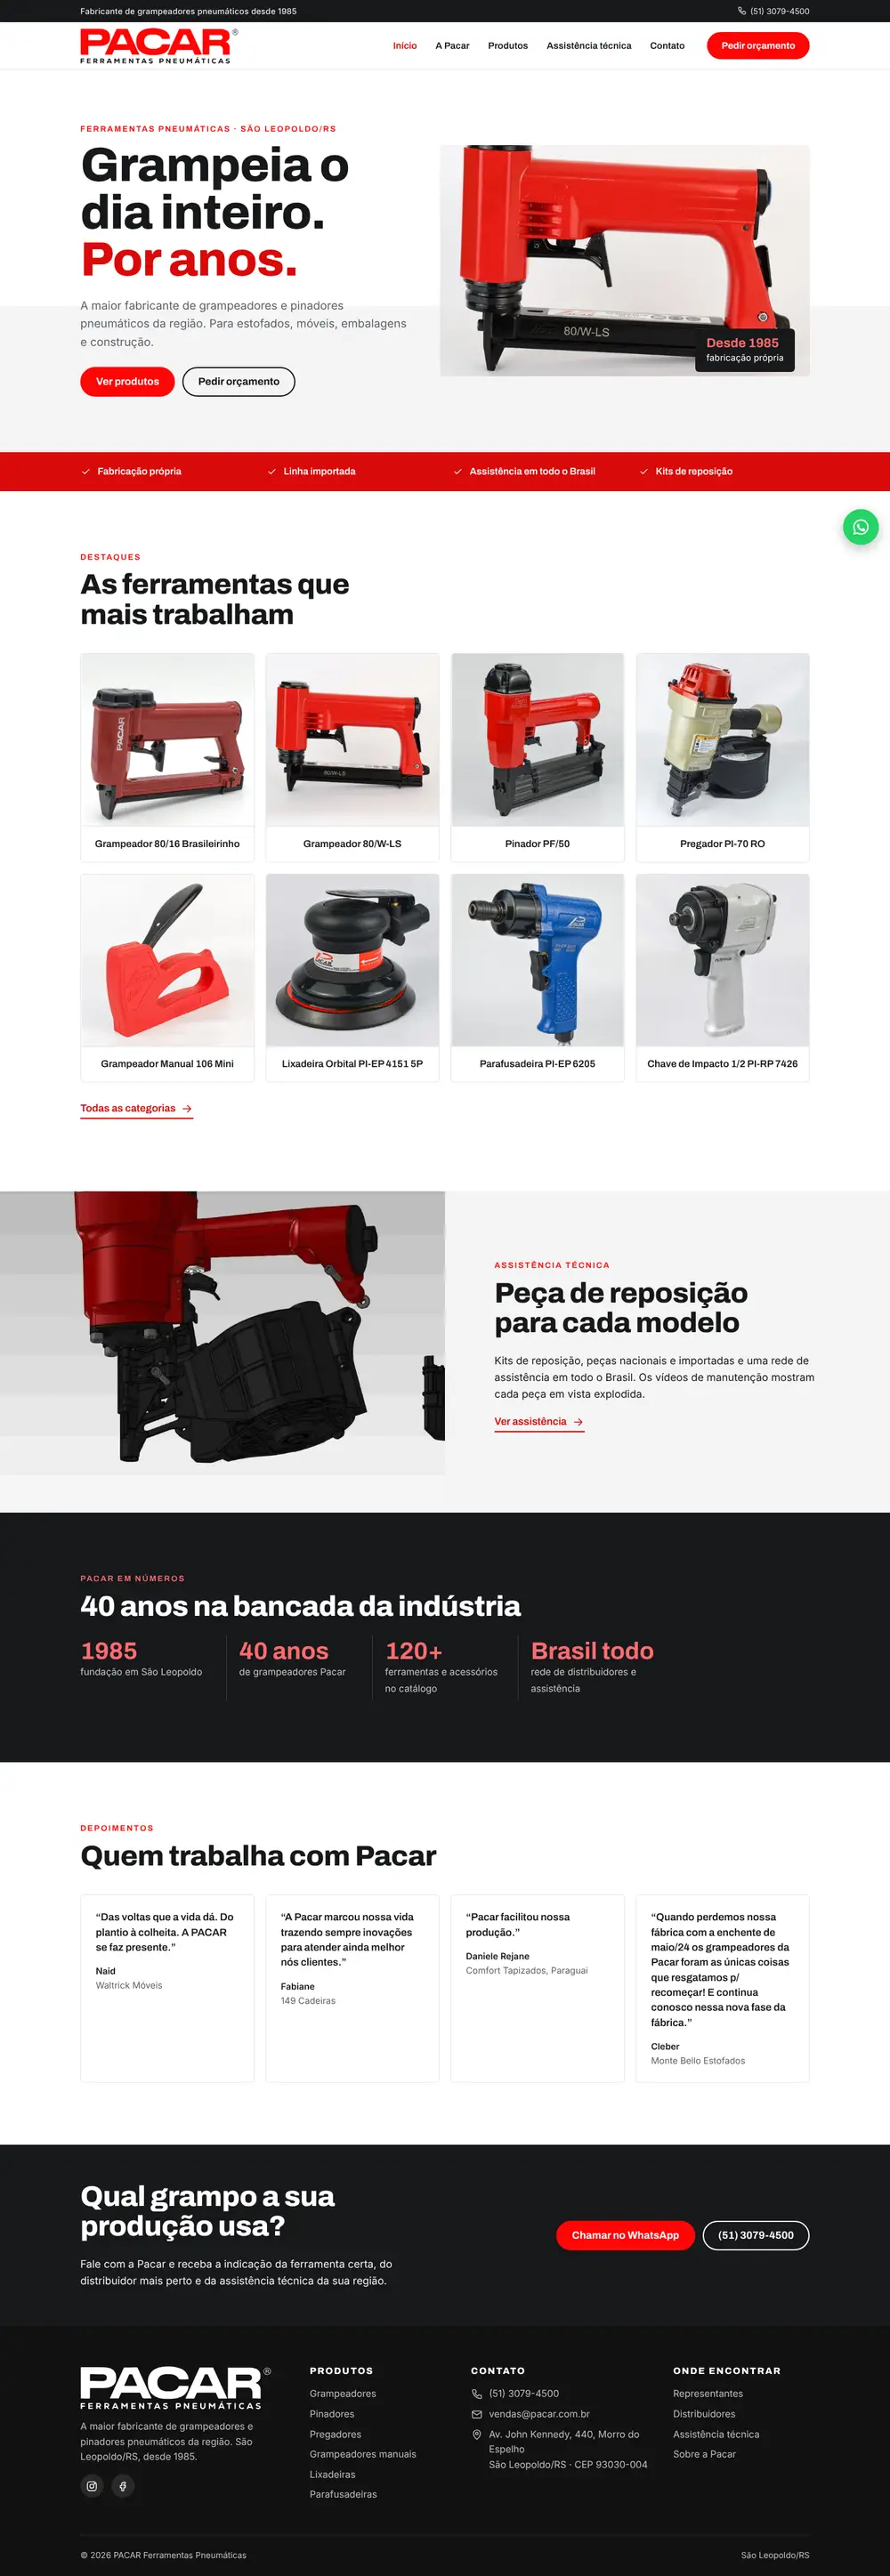 Fabricante de grampeadores pneumáticos desde 1985
(51) 3079-4500
PACAR®
FERRAMENTAS PNEUMÁTICAS
Início
A Pacar
Produtos
Assistência técnica
Contato
Pedir orçamento
FERRAMENTAS PNEUMÁTICAS · SÃO LEOPOLDO/RS
Grampeia o
dia inteiro.
Por anos.
A maior fabricante de grampeadores e pinadores
pneumáticos da região. Para estofados, móveis, embalagens
e construção.
Ver produtos
Pedir orçamento
80/W-LS
Desde 1985
fabricação própria
Fabricação própria
Linha importada
Assistência em todo o Brasil
Kits de reposição
DESTAQUES
As ferramentas que
mais trabalham
PACAR
80/W-LS
Grampeador 80/16 Brasileirinho
Grampeador 80/W-LS
Pinador PF/50
Pregador PI-70 RO
Grampeador Manual 106 Mini
Lixadeira Orbital PI-EP 4151 5P
Parafusadeira PI-EP 6205
Chave de Impacto 1/2 PI-RP 7426
Todas as categorias
ASSISTÊNCIA TÉCNICA
Peça de reposição
para cada modelo
Kits de reposição, peças nacionais e importadas e uma rede de
assistência em todo o Brasil. Os vídeos de manutenção mostram
cada peça em vista explodida.
Ver assistência
PACAR EM NÚMEROS
40 anos na bancada da indústria
1985
fundação em São Leopoldo
40 anos
de grampeadores Pacar
120+
ferramentas e acessórios
no catálogo
Brasil todo
rede de distribuidores e
assistência
DEPOIMENTOS
Quem trabalha com Pacar
“Das voltas que a vida dá. Do
plantio à colheita. A PACAR
se faz presente.”
Naid
Waltrick Móveis
“A Pacar marcou nossa vida
trazendo sempre inovações
para atender ainda melhor
nós clientes.”
Fabiane
149 Cadeiras
“Pacar facilitou nossa
produção.”
Daniele Rejane
Comfort Tapizados, Paraguai
“Quando perdemos nossa
fábrica com a enchente de
maio/24 os grampeadores da
Pacar foram as únicas coisas
que resgatamos p/
recomeçar! E continua
conosco nessa nova fase da
fábrica.”
Cleber
Monte Bello Estofados
Qual grampo a sua
produção usa?
Fale com a Pacar e receba a indicação da ferramenta certa, do
distribuidor mais perto e da assistência técnica da sua região.
Chamar no WhatsApp
(51) 3079-4500
PACAR®
FERRAMENTAS PNEUMÁTICAS
A maior fabricante de grampeadores e
pinadores pneumáticos da região. São
Leopoldo/RS, desde 1985.
PRODUTOS
Grampeadores
Pinadores
Pregadores
Grampeadores manuais
Lixadeiras
Parafusadeiras
CONTATO
(51) 3079-4500
vendas@pacar.com.br
Av. John Kennedy, 440, Morro do
Espelho
São Leopoldo/RS · CEP 93030-004
ONDE ENCONTRAR
Representantes
Distribuidores
Assistência técnica
Sobre a Pacar
© 2026 PACAR Ferramentas Pneumáticas
São Leopoldo/RS